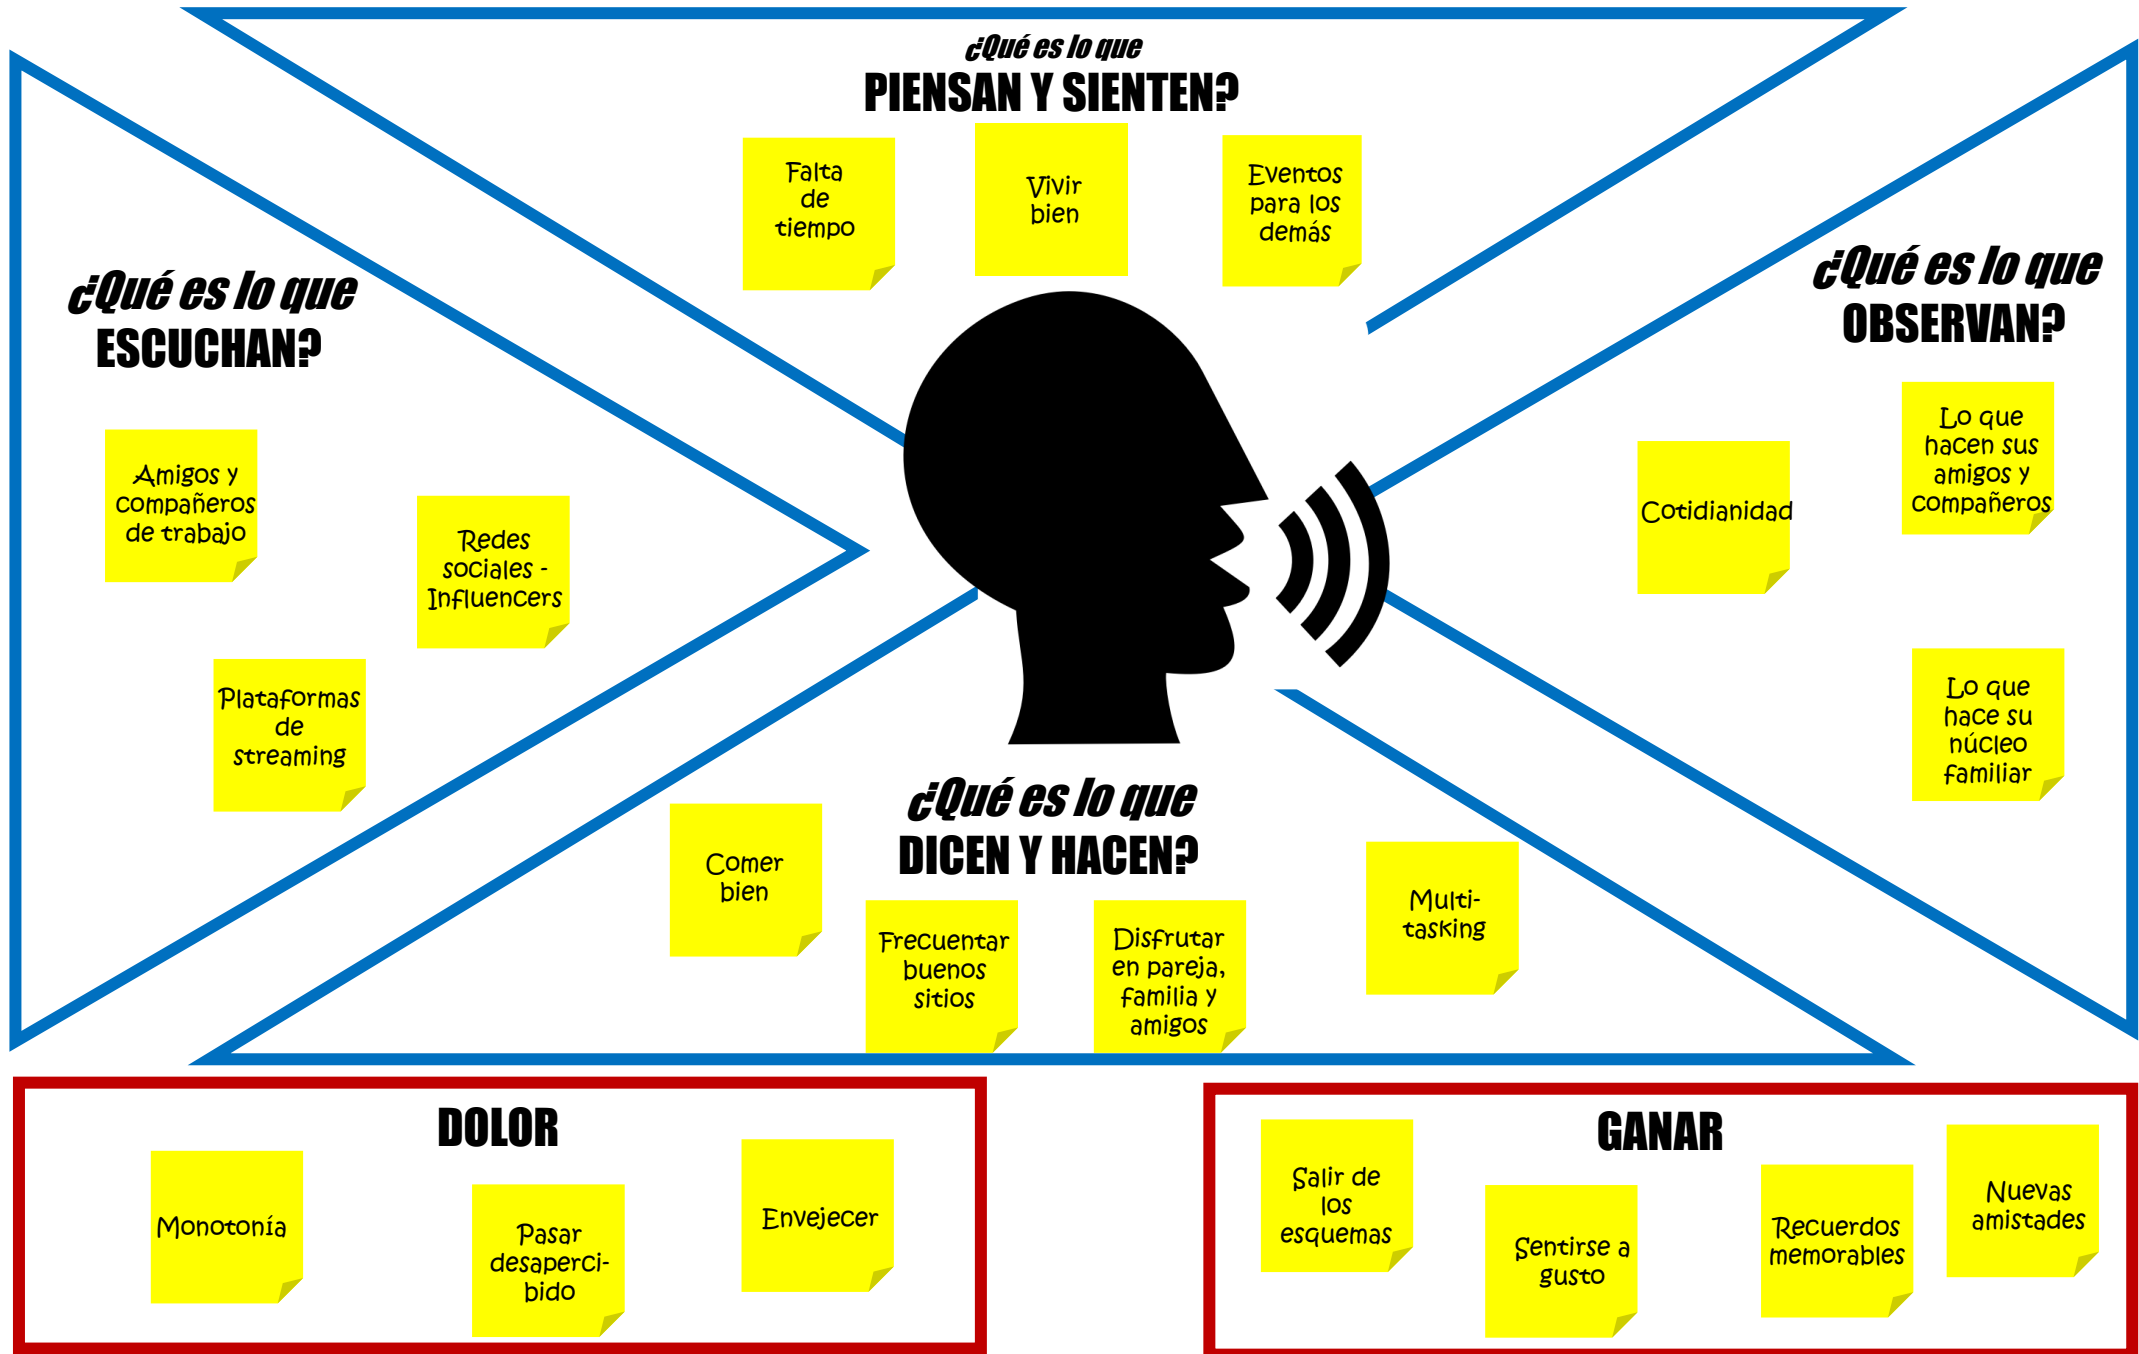 ¿Qué es lo que
PIENSAN Y SIENTEN?
Falta
de
tiempo
Vivir
bien
Eventos
para los
demás
¿Qué es lo que
ESCUCHAN?
Amigos y
compañeros
de trabajo
Redes
sociales -
Influencers
Plataformas
de
streaming
¿Qué es lo que
OBSERVAN?
Cotidianidad
Lo que
hacen sus
amigos y
compañeros
Lo que
hace su
núcleo
familiar
¿Qué es lo que
DICEN Y HACEN?
Comer
bien
Frecuentar
buenos
sitios
Disfrutar
en pareja,
familia y
amigos
Multi-
tasking
DOLOR
Monotonía
Pasar
desaperci-
bido
Envejecer
GANAR
Salir de
los
esquemas
Sentirse a
gusto
Recuerdos
memorables
Nuevas
amistades